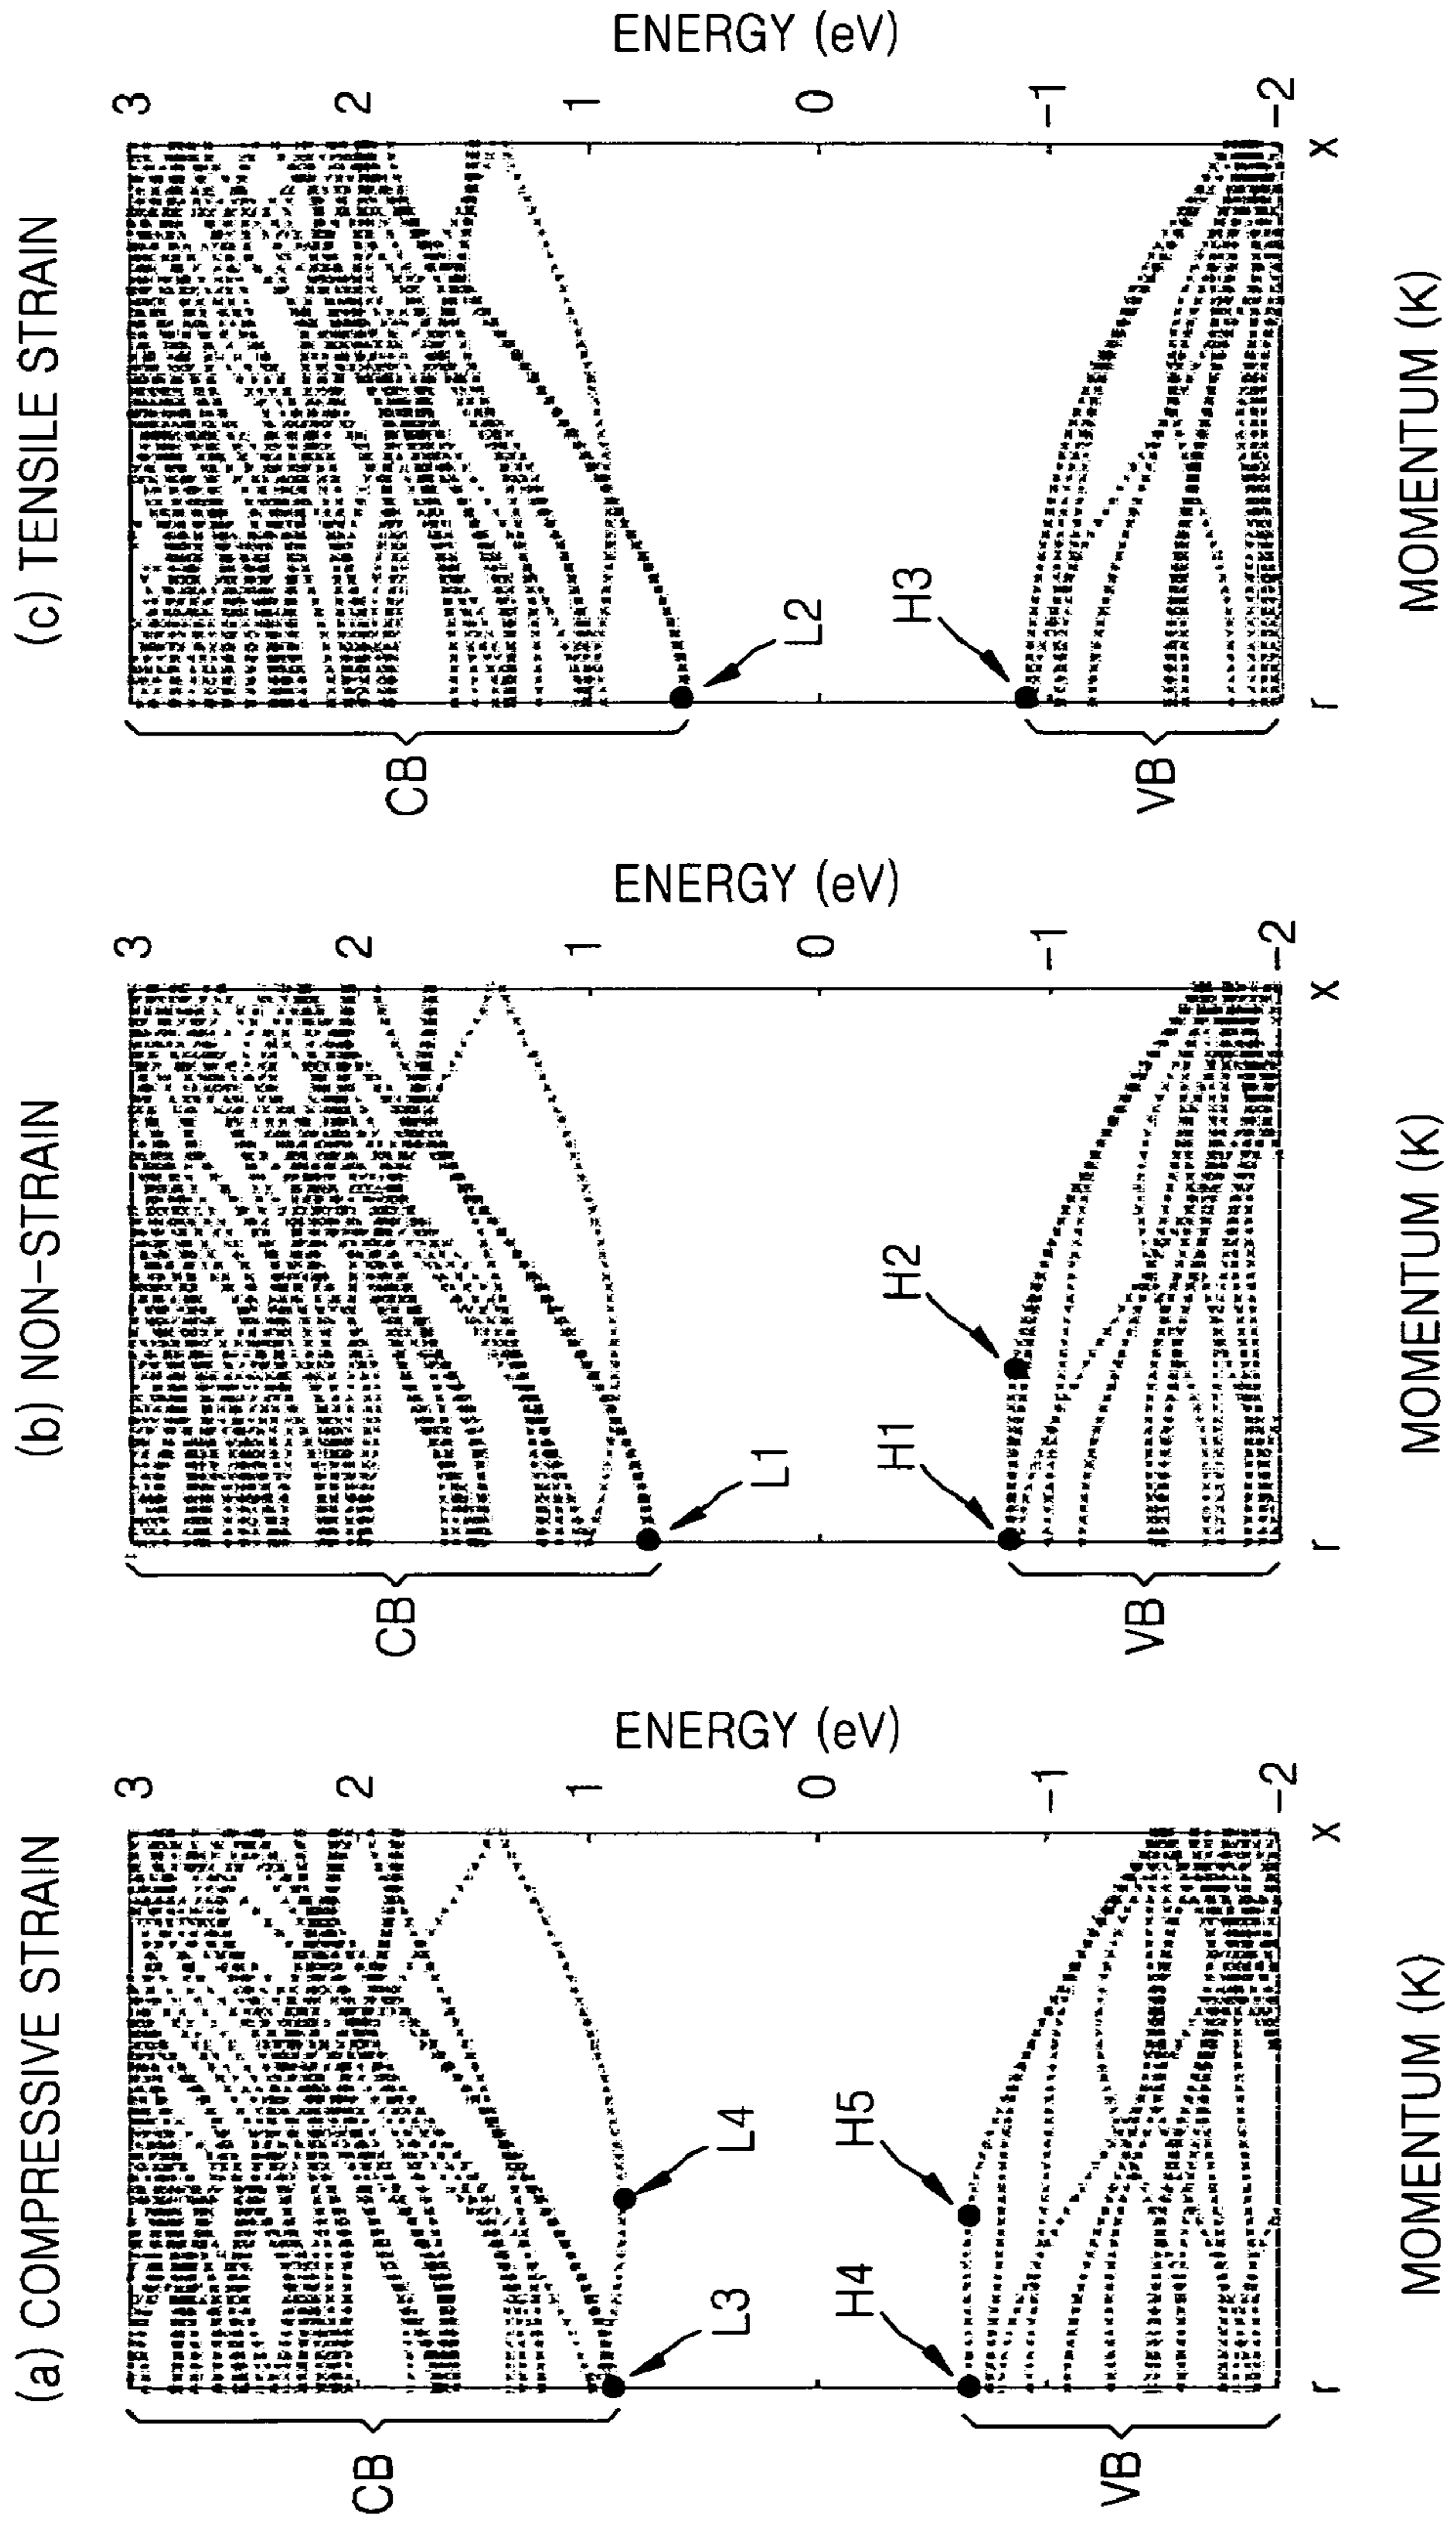 (a) COMPRESSIVE STRAIN
CB
VB
3
2
1
0
-1
-2
ENERGY (eV)
L3
L4
H4
H5
r
X
MOMENTUM (K)
(b) NON-STRAIN
CB
VB
3
2
1
0
-1
-2
ENERGY (eV)
L1
H1
H2
r
X
MOMENTUM (K)
(c) TENSILE STRAIN
CB
VB
3
2
1
0
-1
-2
ENERGY (eV)
L2
H3
r
X
MOMENTUM (K)